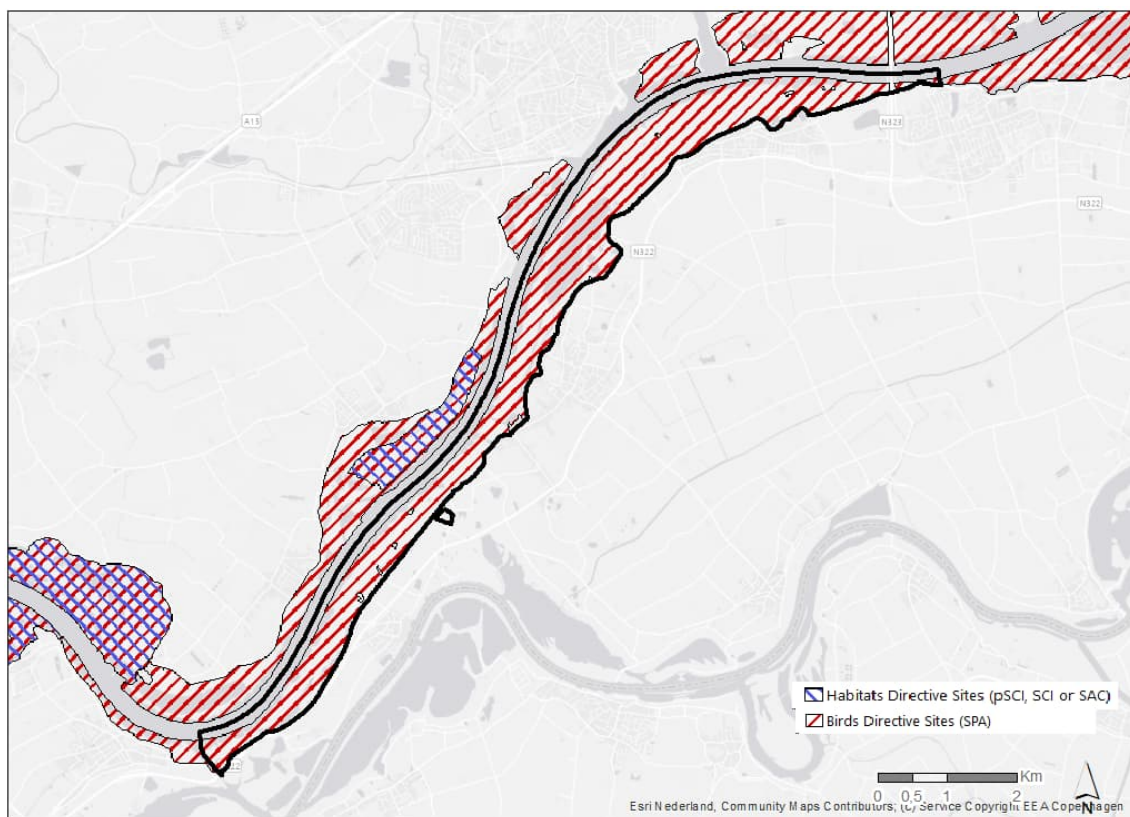 A15
N323
N322
N322
Habitats Directive Sites (pSCI, SCI or SAC)
Birds Directive Sites (SPA)
Km
0 0,5 1 2
N
Esri Nederland, Community Maps Contributors, (c) Service Copyright EEA Copenhagen